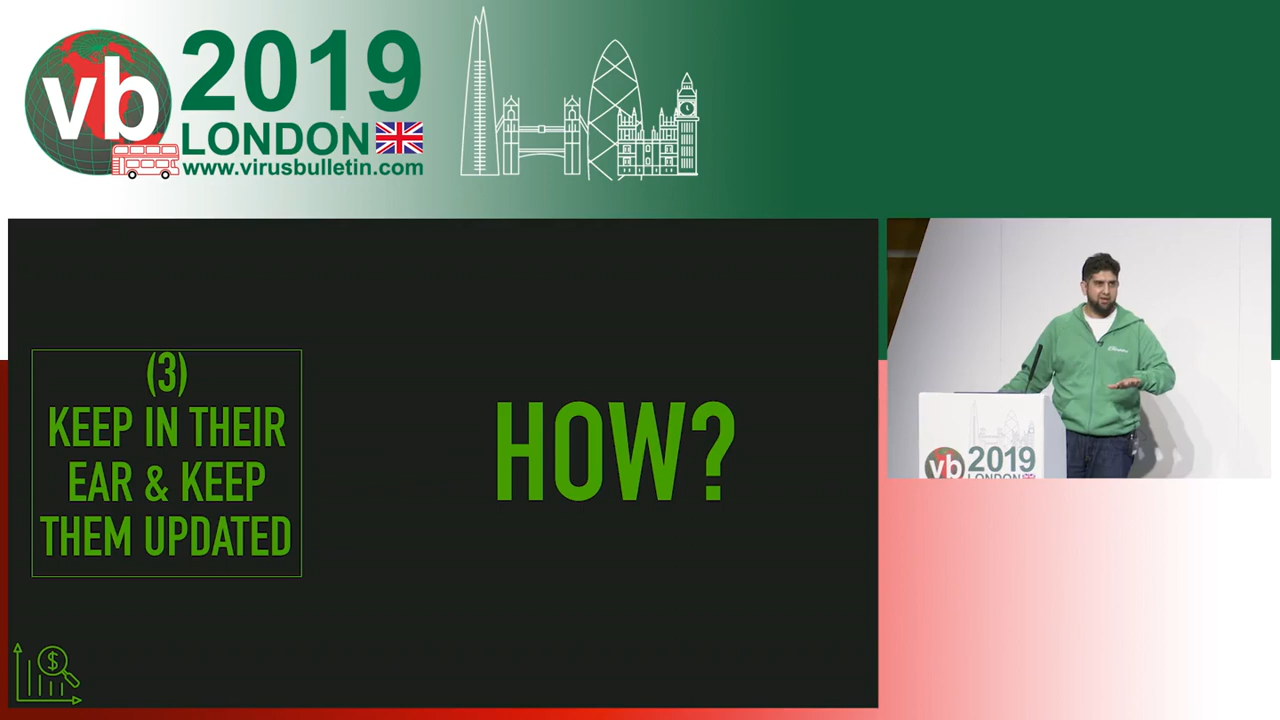 vb
2019
LONDON
www.virusbulletin.com
(3)
KEEP IN THEIR
EAR & KEEP
THEM UPDATED
HOW?
$
vb
2019
LONDON